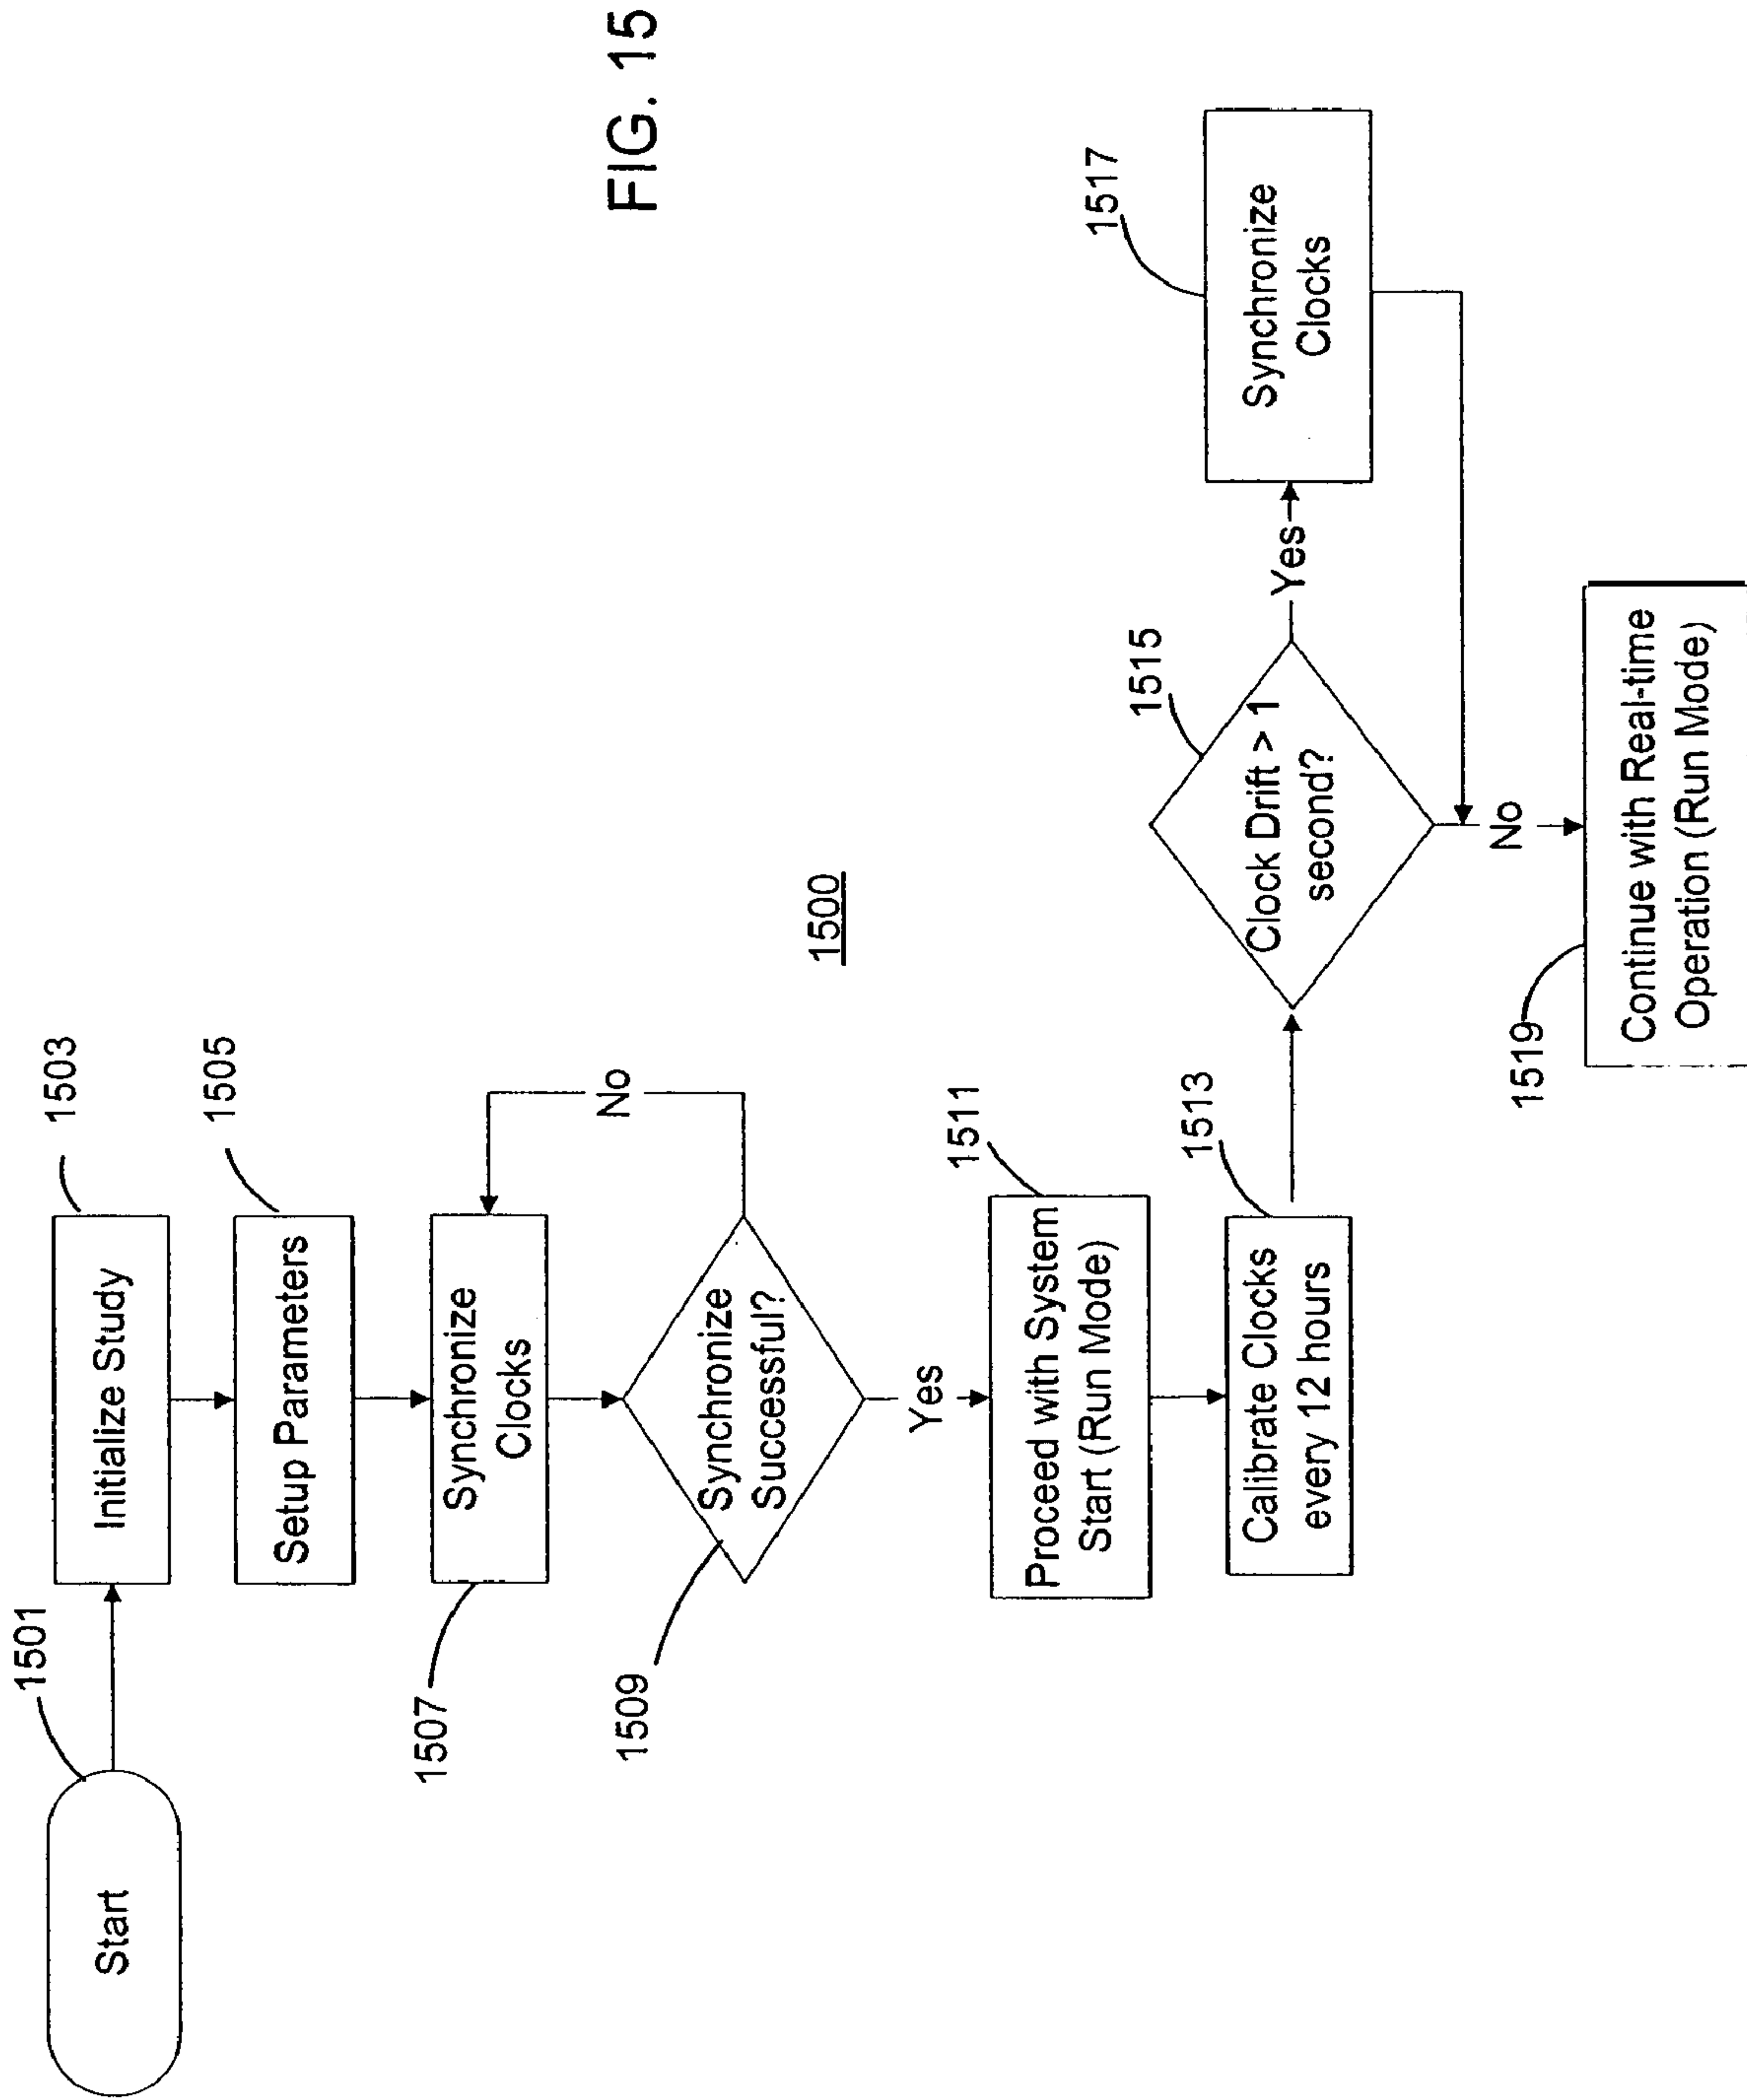 FIG. 15
1500
1501
Start
1503
Initialize Study
1505
Setup Parameters
1507
Synchronize
Clocks
1509
Synchronize
Successful?
No
Yes
1511
Proceed with System
Start (Run Mode)
1513
Calibrate Clocks
every 12 hours
1515
Clock Drift > 1
second?
Yes
1517
Synchronize
Clocks
No
1519
Continue with Real-time
Operation (Run Mode)